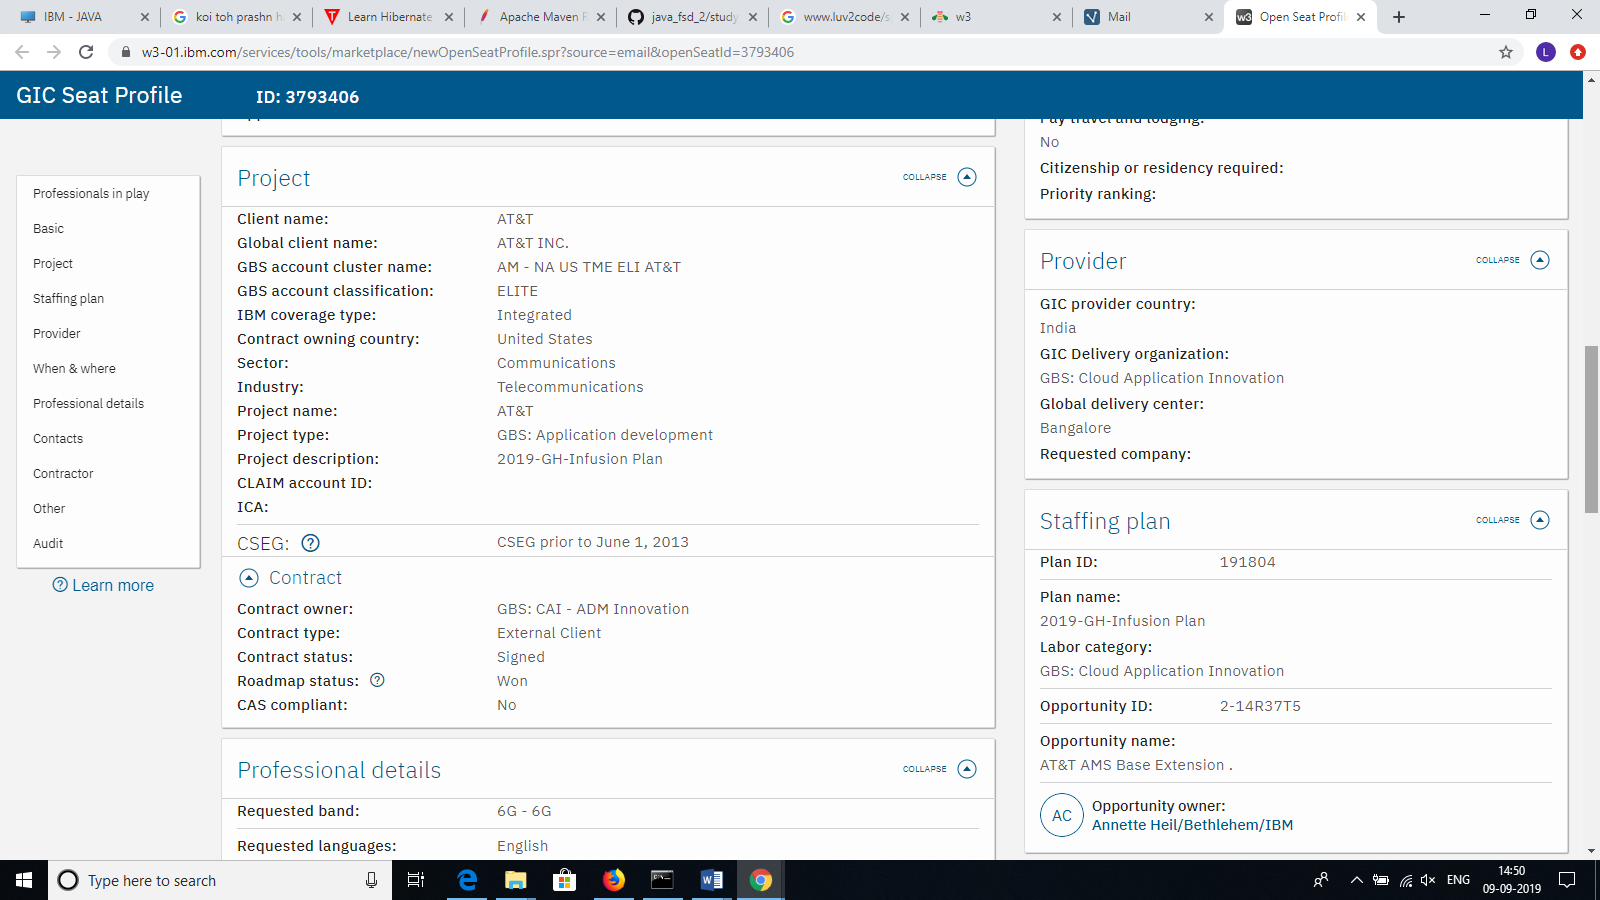 IBM - JAVA
koi toh prashn h
Learn Hibernate
Apache Maven P
java_fsd_2/study
www.luv2code/s
w3
Mail
Open Seat Profil
w3-01.ibm.com/services/tools/marketplace/newOpenSeatProfile.spr?source=email&openSeatId=3793406
L
GIC Seat Profile
ID: 3793406
Professionals in play
Basic
Project
Staffing plan
Provider
When & where
Professional details
Contacts
Contractor
Other
Audit
Learn more
Project
COLLAPSE
Client name: AT&T
Global client name: AT&T INC.
GBS account cluster name: AM - NA US TME ELI AT&T
GBS account classification: ELITE
IBM coverage type: Integrated
Contract owning country: United States
Sector: Communications
Industry: Telecommunications
Project name: AT&T
Project type: GBS: Application development
Project description: 2019-GH-Infusion Plan
CLAIM account ID:
ICA:
CSEG: ? CSEG prior to June 1, 2013
Contract
Contract owner: GBS: CAI - ADM Innovation
Contract type: External Client
Contract status: Signed
Roadmap status: ? Won
CAS compliant: No
Professional details
COLLAPSE
Requested band: 6G - 6G
Requested languages: English
Pay travel and lodging:
No
Citizenship or residency required:
Priority ranking:
Provider
COLLAPSE
GIC provider country:
India
GIC Delivery organization:
GBS: Cloud Application Innovation
Global delivery center:
Bangalore
Requested company:
Staffing plan
COLLAPSE
Plan ID: 191804
Plan name:
2019-GH-Infusion Plan
Labor category:
GBS: Cloud Application Innovation
Opportunity ID: 2-14R37T5
Opportunity name:
AT&T AMS Base Extension .
AC
Opportunity owner:
Annette Heil/Bethlehem/IBM
Type here to search
ENG
14:50
09-09-2019